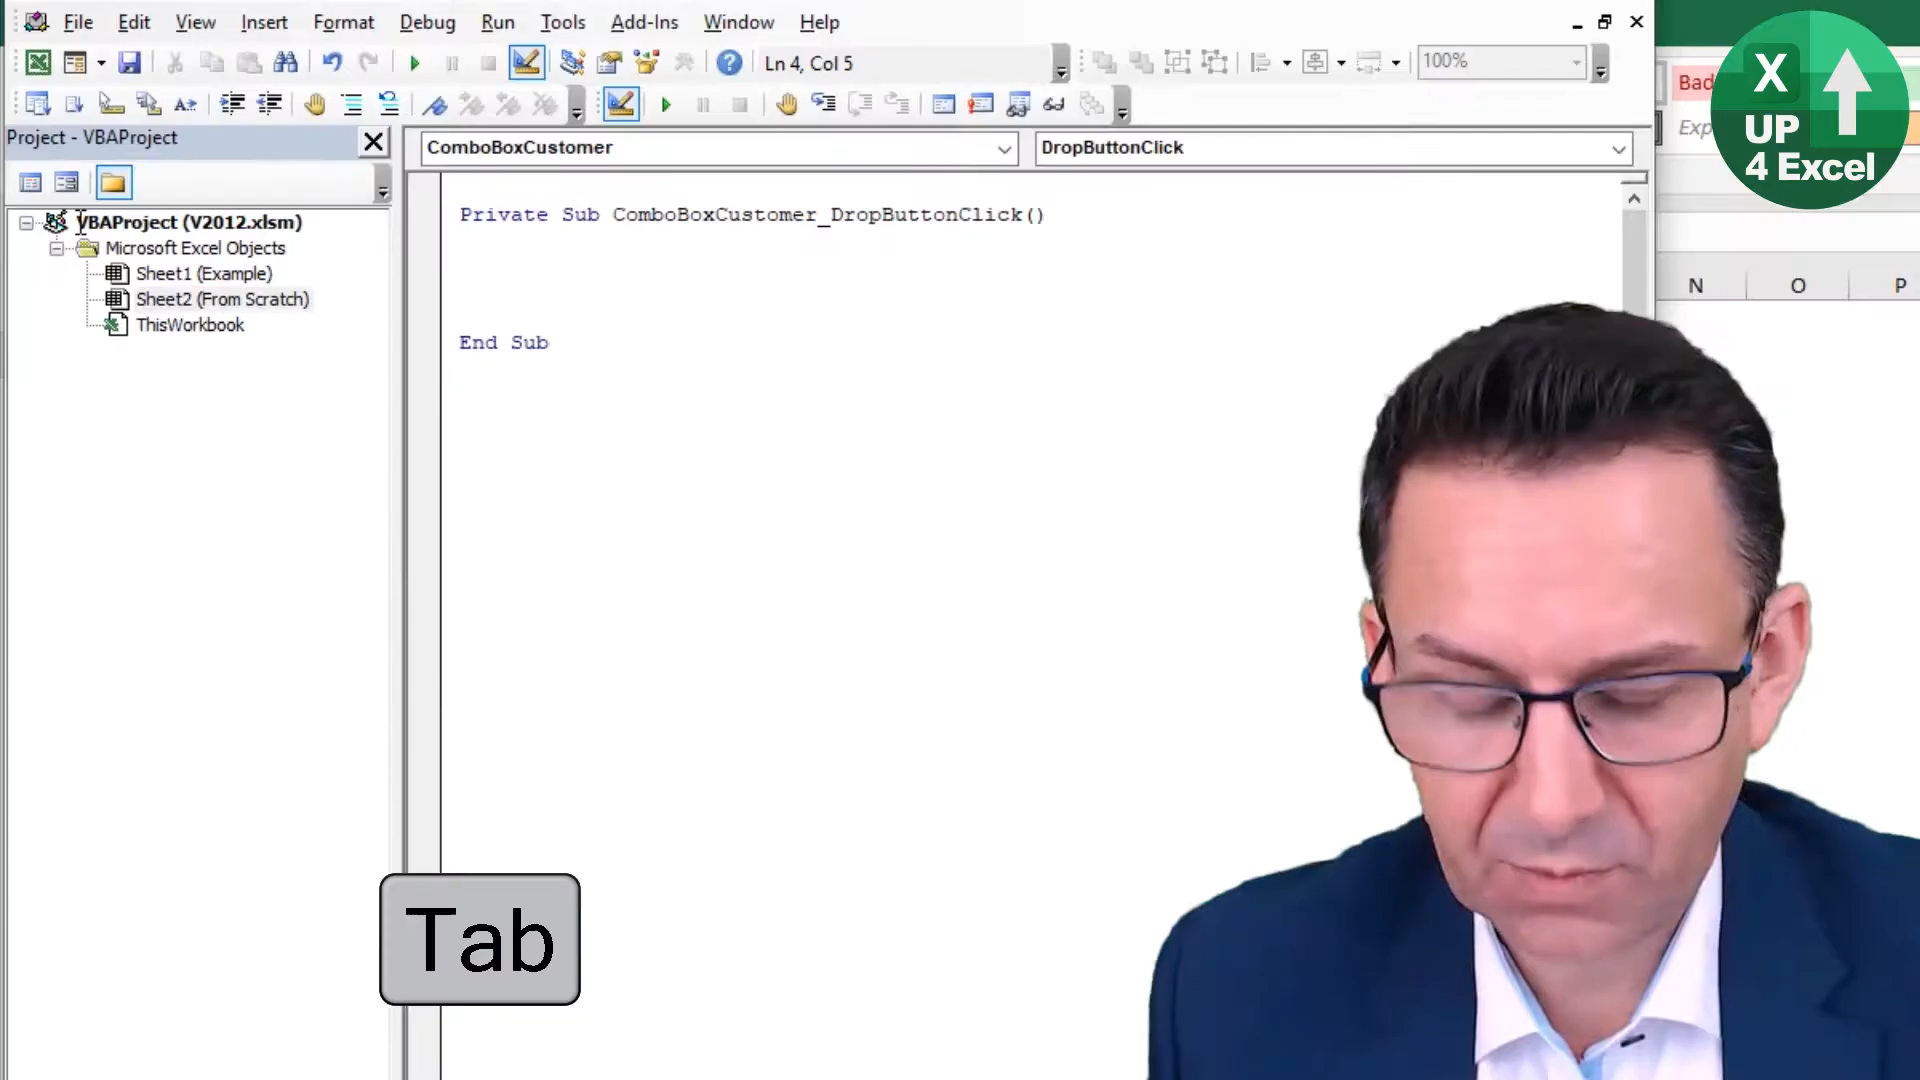 File Edit View Insert Format Debug Run Tools Add-Ins Window Help
Ln 4, Col 5
100%
Project - VBAProject
ComboBoxCustomer
DropButtonClick
VBAProject (V2012.xlsm)
Microsoft Excel Objects
Sheet1 (Example)
Sheet2 (From Scratch)
ThisWorkbook
Private Sub ComboBoxCustomer_DropButtonClick()
End Sub
Bad
Exp
X
UP
4 Excel
N O P
Tab